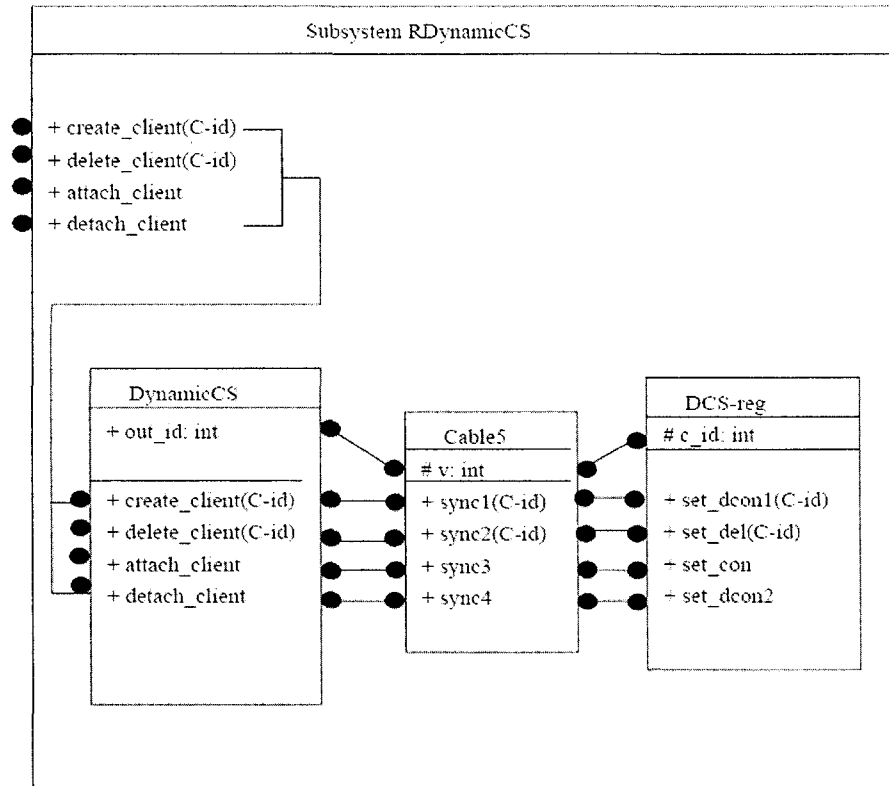 Subsystem RDynamicCS
+ create_client(C-id)
+ delete_client(C-id)
+ attach_client
+ detach_client
DynamicCS
+ out_id: int
+ create_client(C-id)
+ delete_client(C-id)
+ attach_client
+ detach_client
Cable5
# v: int
+ sync1(C-id)
+ sync2(C-id)
+ sync3
+ sync4
DCS-reg
# c_id: int
+ set_dcon1(C-id)
+ set_del(C-id)
+ set_con
+ set_dcon2